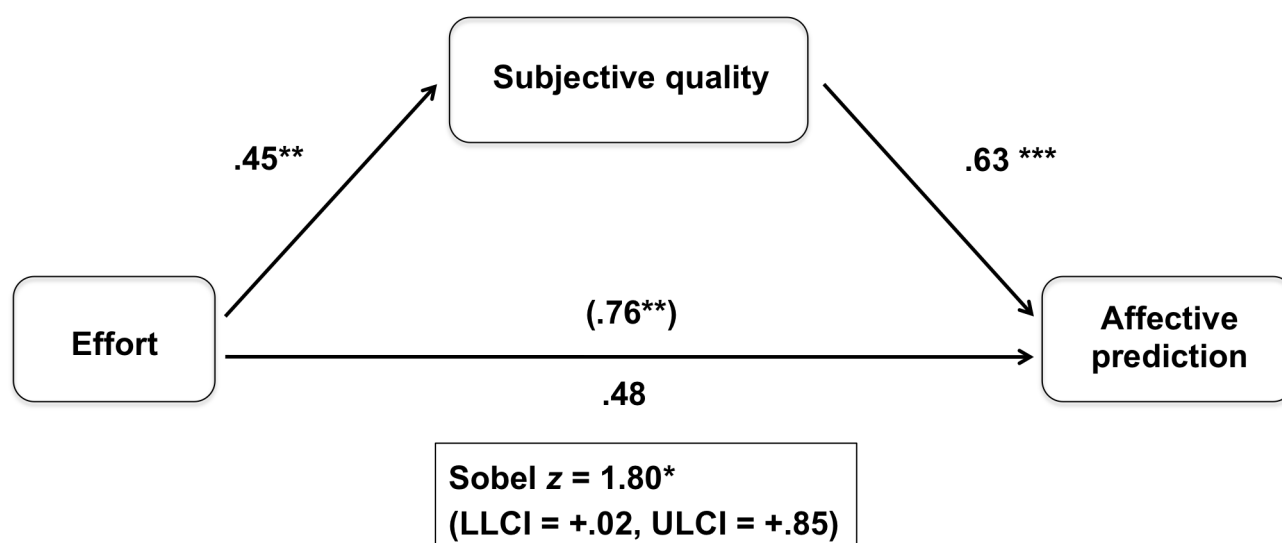 Subjective quality
.45**
.63 ***
(.76**)
Effort
Affective
prediction
.48
Sobel z = 1.80*
(LLCI = +.02, ULCI = +.85)